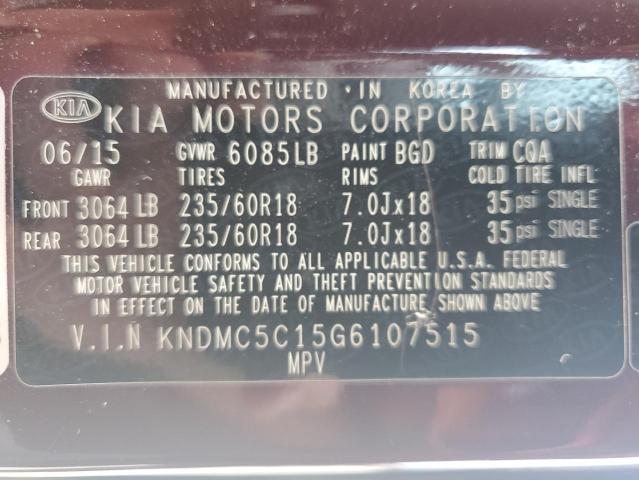 MANUFACTURED IN KOREA BY
KIA KIA MOTORS CORPORATION
06/15 GVWR 6085LB PAINT BGD TRIM CQA
GAWR TIRES RIMS COLD TIRE INFL
FRONT 3064 LB 235/60R18 7.0Jx18 35 psi SINGLE
REAR 3064 LB 235/60R18 7.0Jx18 35 psi SINGLE
THIS VEHICLE CONFORMS TO ALL APPLICABLE U.S.A. FEDERAL
MOTOR VEHICLE SAFETY AND THEFT PREVENTION STANDARDS
IN EFFECT ON THE DATE OF MANUFACTURE SHOWN ABOVE
V.I.N KNDMC5C15G6107515
MPV